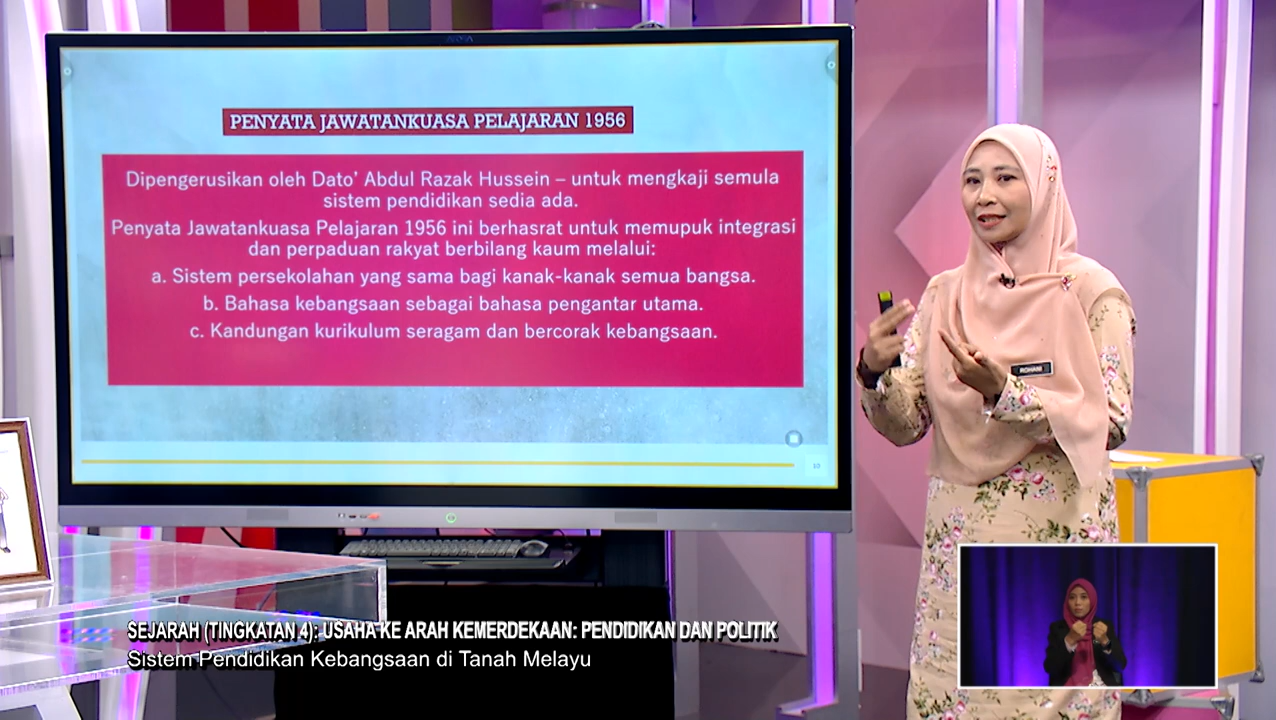 PENYATA JAWATANKUASA PELAJARAN 1956
Dipengerusikan oleh Dato’ Abdul Razak Hussein – untuk mengkaji semula
sistem pendidikan sedia ada.
Penyata Jawatankuasa Pelajaran 1956 ini berhasrat untuk memupuk integrasi
dan perpaduan rakyat berbilang kaum melalui:
a. Sistem persekolahan yang sama bagi kanak-kanak semua bangsa.
b. Bahasa kebangsaan sebagai bahasa pengantar utama.
c. Kandungan kurikulum seragam dan bercorak kebangsaan.
10
ROHANI
SEJARAH (TINGKATAN 4): USAHA KE ARAH KEMERDEKAAN: PENDIDIKAN DAN POLITIK
Sistem Pendidikan Kebangsaan di Tanah Melayu